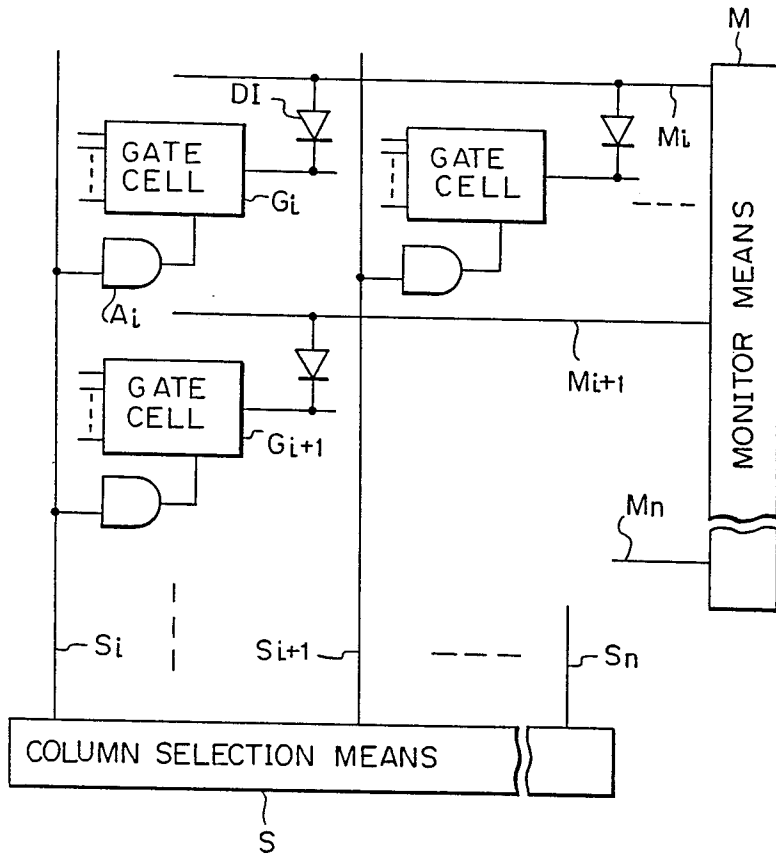 M
DI
Mi
GATE
CELL
GATE
CELL
Gi
Ai
MONITOR MEANS
Mi+1
GATE
CELL
Gi+1
Mn
Si
Si+1
Sn
COLUMN SELECTION MEANS
S